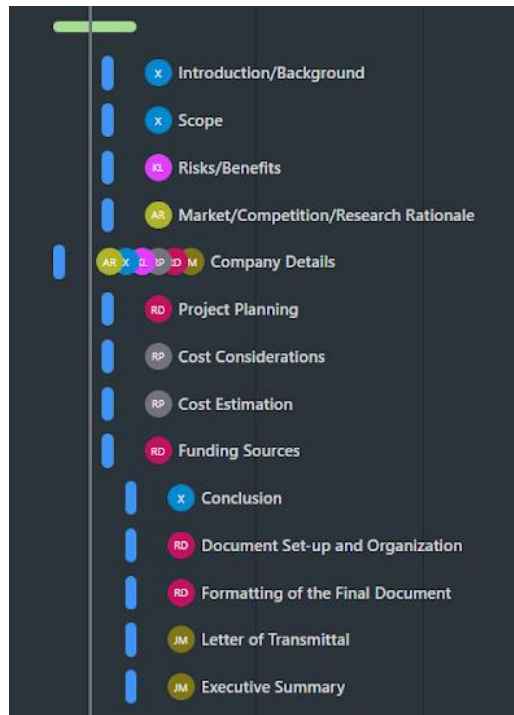 X Introduction/Background
X Scope
KL Risks/Benefits
AR Market/Competition/Research Rationale
AR X RP RD Company Details
RD Project Planning
RP Cost Considerations
RP Cost Estimation
RD Funding Sources
X Conclusion
RD Document Set-up and Organization
RD Formatting of the Final Document
JM Letter of Transmittal
JM Executive Summary